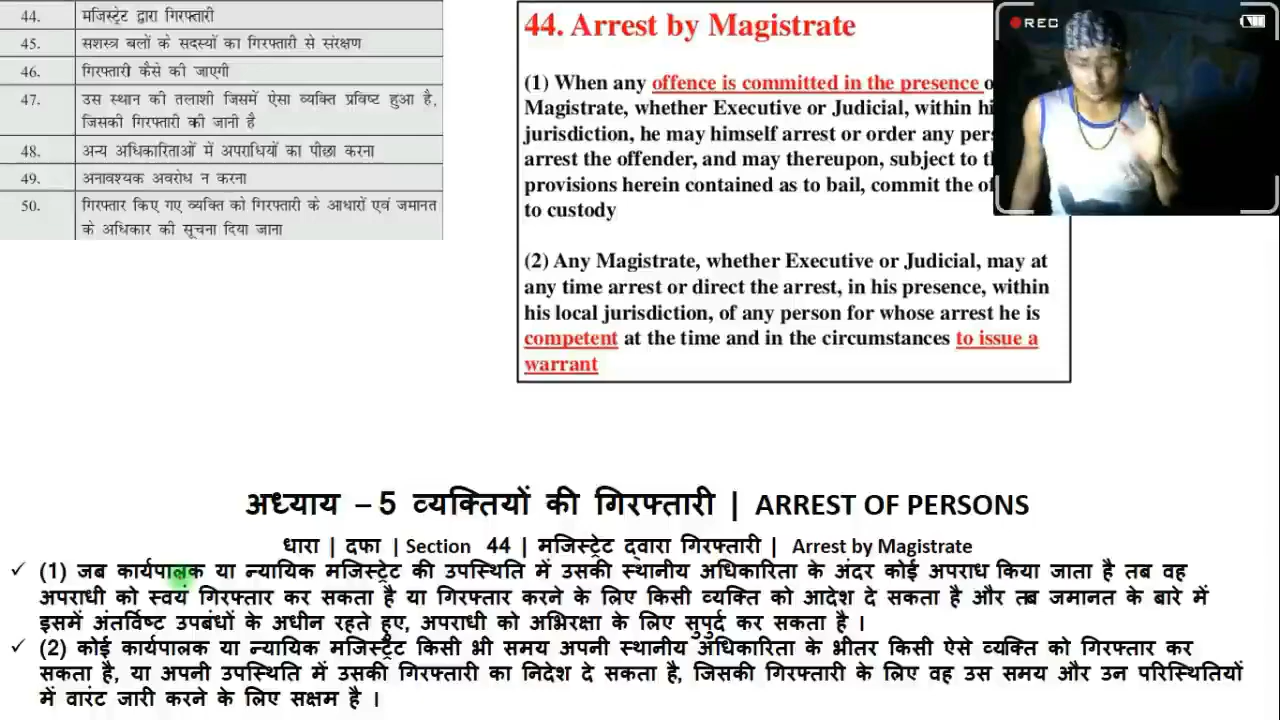 44. मजिस्ट्रेट द्वारा गिरफ्तारी
45. सशस्त्र बलों के सदस्यों का गिरफ्तारी से संरक्षण
46. गिरफ्तारी कैसे की जाएगी
47. उस स्थान की तलाशी जिसमें ऐसा व्यक्ति प्रविष्ट हुआ है,
जिसकी गिरफ्तारी की जानी है
48. अन्य अधिकारिताओं में अपराधियों का पीछा करना
49. अनावश्यक अवरोध न करना
50. गिरफ्तार किए गए व्यक्ति को गिरफ्तारी के आधारों एवं जमानत
के अधिकार की सूचना दिया जाना
44. Arrest by Magistrate
(1) When any offence is committed in the presence
Magistrate, whether Executive or Judicial, within
jurisdiction, he may himself arrest or order any
arrest the offender, and may thereupon, subject to
provisions herein contained as to bail, commit the
to custody
(2) Any Magistrate, whether Executive or Judicial, may at
any time arrest or direct the arrest, in his presence, within
his local jurisdiction, of any person for whose arrest he is
competent at the time and in the circumstances to issue a
warrant
REC
अध्याय – 5 व्यक्तियों की गिरफ्तारी | ARREST OF PERSONS
धारा | दफा | Section 44 | मजिस्ट्रेट द्वारा गिरफ्तारी | Arrest by Magistrate
✓ (1) जब कार्यपालक या न्यायिक मजिस्ट्रेट की उपस्थिति में उसकी स्थानीय अधिकारिता के अंदर कोई अपराध किया जाता है तब वह
अपराधी को स्वयं गिरफ्तार कर सकता है या गिरफ्तार करने के लिए किसी व्यक्ति को आदेश दे सकता है और तब जमानत के बारे में
इसमें अंतर्विष्ट उपबंधों के अधीन रहते हुए, अपराधी को अभिरक्षा के लिए सुपुर्द कर सकता है ।
✓ (2) कोई कार्यपालक या न्यायिक मजिस्ट्रेट किसी भी समय अपनी स्थानीय अधिकारिता के भीतर किसी ऐसे व्यक्ति को गिरफ्तार कर
सकता है, या अपनी उपस्थिति में उसकी गिरफ्तारी का निदेश दे सकता है, जिसकी गिरफ्तारी के लिए वह उस समय और उन परिस्थितियों
में वारंट जारी करने के लिए सक्षम है ।